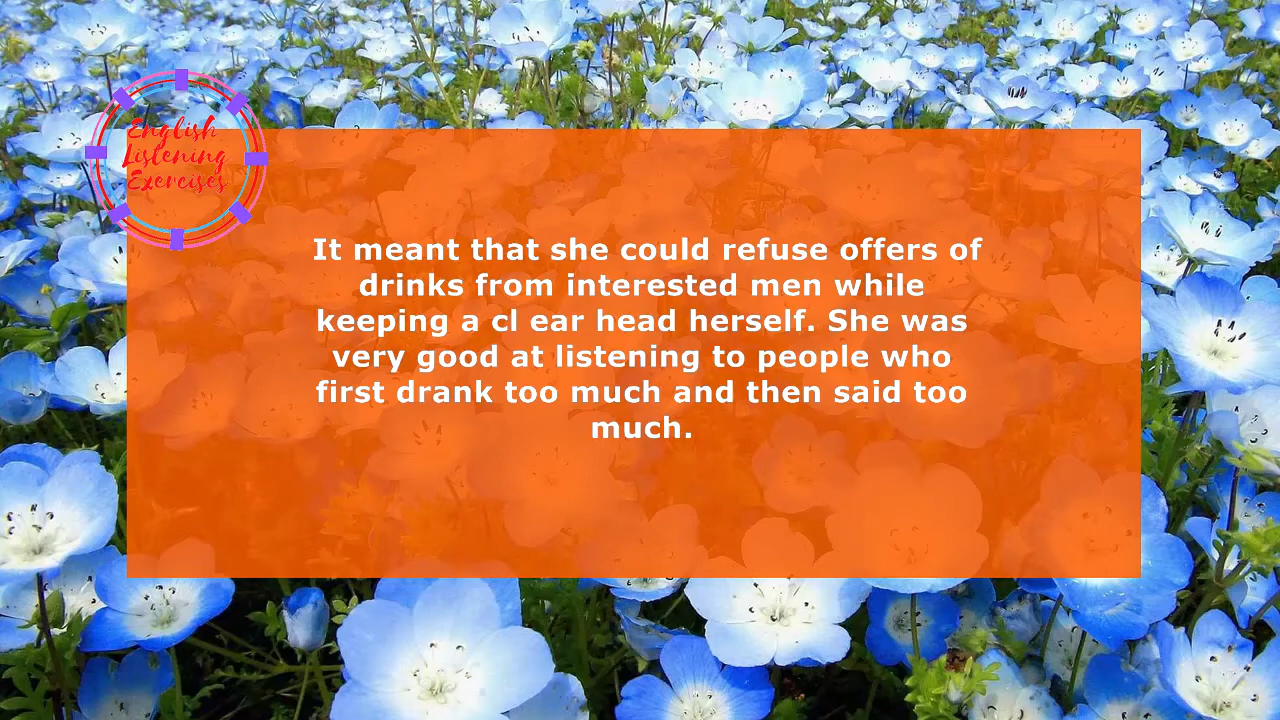 English
Listening
Exercises
It meant that she could refuse offers of
drinks from interested men while
keeping a cl ear head herself. She was
very good at listening to people who
first drank too much and then said too
much.